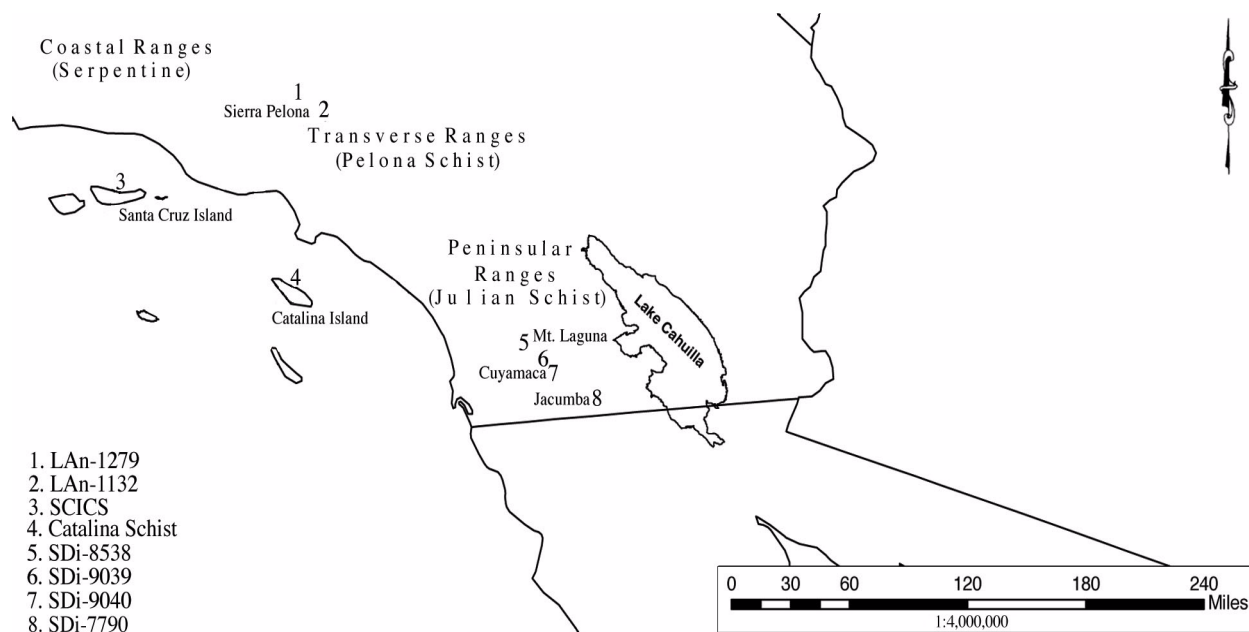 Coastal Ranges
(Serpentine)
1
Sierra Pelona 2
Transverse Ranges
(Pelona Schist)
3
Santa Cruz Island
4
Catalina Island
Peninsular
Ranges
(Julian Schist)
Lake Cahuilla
5 Mt. Laguna
6
Cuyamaca 7
Jacumba 8
1. LAn-1279
2. LAn-1132
3. SCICS
4. Catalina Schist
5. SDi-8538
6. SDi-9039
7. SDi-9040
8. SDi-7790
0 30 60 120 180 240
Miles
1:4,000,000